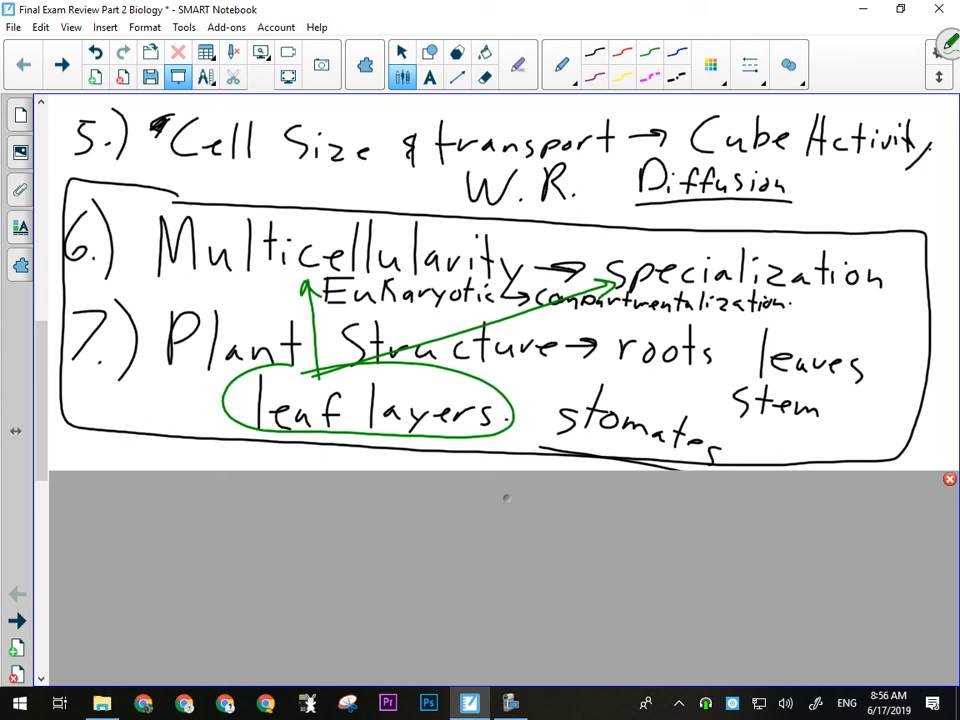 Final Exam Review Part 2 Biology * - SMART Notebook
File Edit View Insert Format Tools Add-ons Account Help
5.) Cell Size & transport → Cube Activity
W.R. Diffusion
6.) Multicellularity → specialization
Eukaryotic → compartmentalization.
7.) Plant Structure → roots leaves
stem
leaf layers. stomates
Pr Ps ENG 8:56 AM
6/17/2019